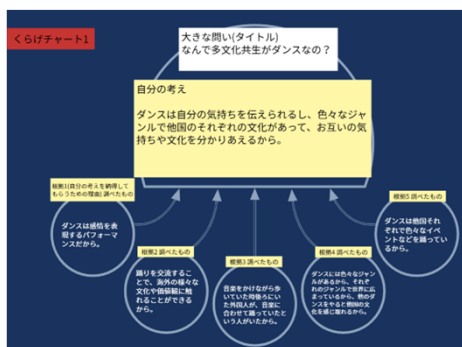 くらげチャート1
大きな問い(タイトル)
なんで多文化共生がダンスなの？
自分の考え
ダンスは自分の気持ちを伝えられるし、色々なジャ
ンルで他国のそれぞれの文化があって、お互いの気
持ちや文化を分かりあえるから。
根拠1(自分の考えを納得して
もらうための理由) 調べたもの
ダンスは感情を表
現するパフォーマ
ンスだから。
根拠2 調べたもの
踊りを交流するこ
とで、海外の様々な
文化や価値観に触
れることができる
から。
根拠3 調べたもの
音楽をかけながら歩
いていた時後ろにい
た外国人が、音楽に
合わせて踊っていたと
いう人がいたから。
根拠4 調べたもの
ダンスには色々なジャン
ルがあるから、それぞ
れのジャンルで世界に広
まっているから、他のダ
ンスをやると他国の文
化を感じ取れるから。
根拠5 調べたもの
ダンスは他国それ
ぞれで色々なイベ
ントなどを踊ってい
るから。